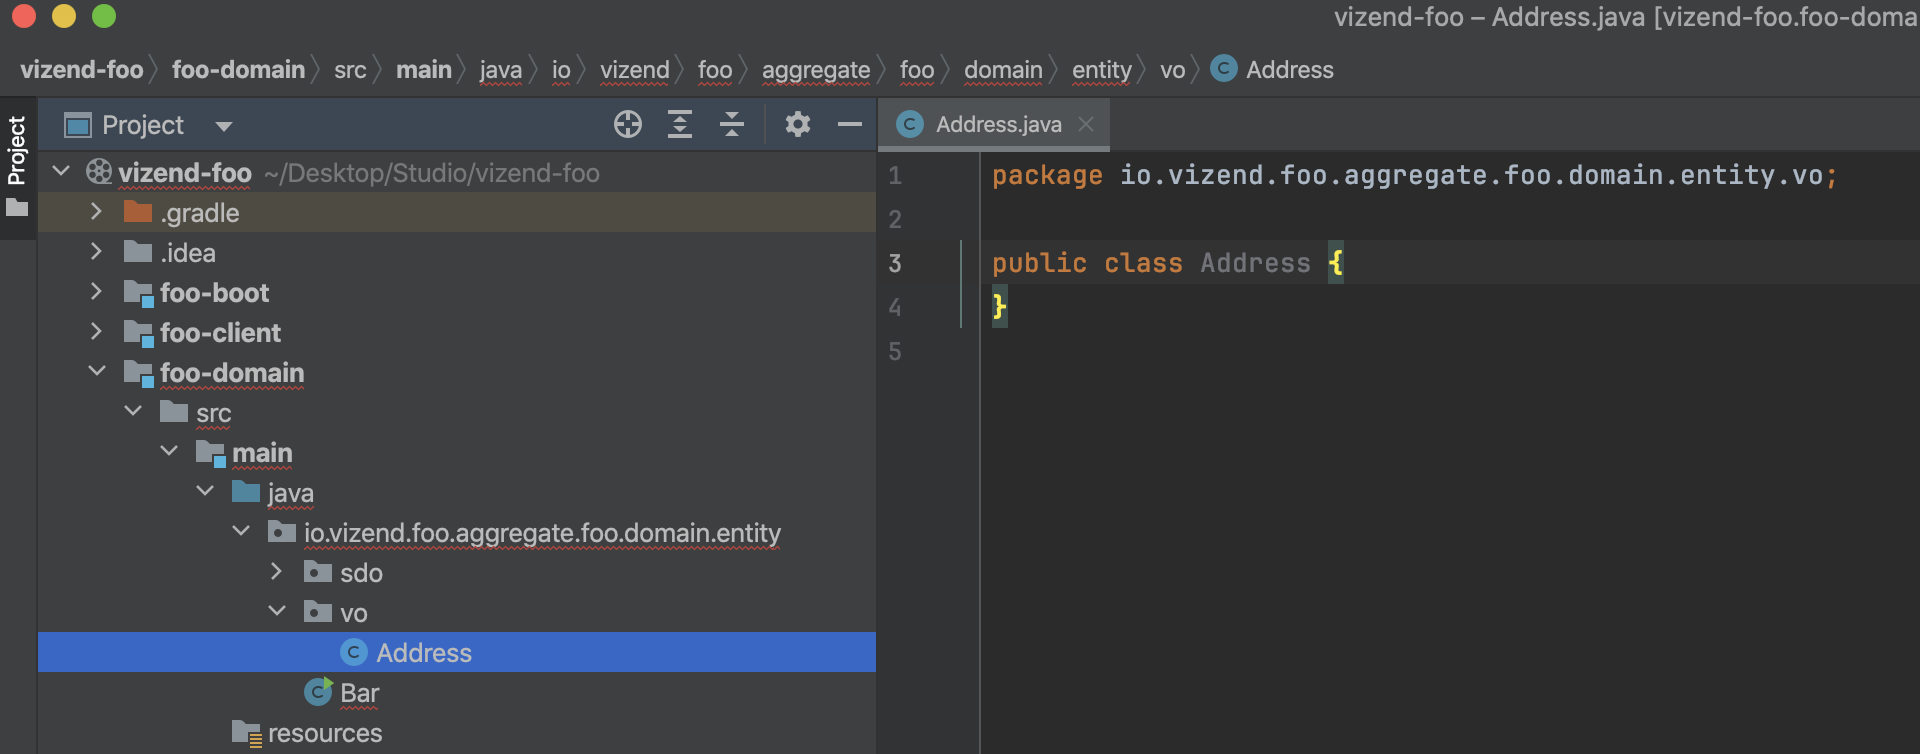 vizend-foo – Address.java [vizend-foo.foo-doma
vizend-foo foo-domain src main java io vizend foo aggregate foo domain entity vo C Address
Project
Project
C Address.java
vizend-foo ~/Desktop/Studio/vizend-foo
.gradle
.idea
foo-boot
foo-client
foo-domain
src
main
java
io.vizend.foo.aggregate.foo.domain.entity
sdo
vo
C Address
C Bar
resources
1 package io.vizend.foo.aggregate.foo.domain.entity.vo;
2
3 public class Address {
4 }
5